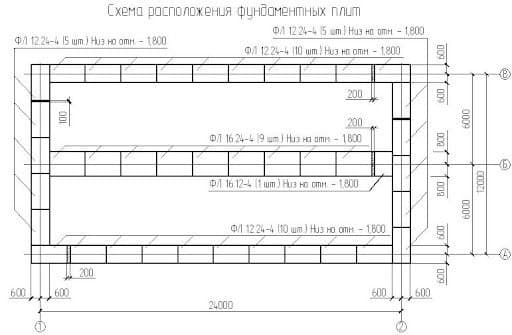 Схема расположения фундаментных плит
ФЛ 12.24-4 (5 шт.) Низ на отм. - 1,800
ФЛ 12.24-4 (5 шт.) Низ на отм. - 1,800
ФЛ 12.24-4 (10 шт.) Низ на отм. - 1,800
600
В
600
200
100
200
6000
ФЛ 16.24-4 (9 шт.) Низ на отм. - 1,800
800
Б
12000
ФЛ 16.12-4 (1 шт.) Низ на отм. - 1,800
800
6000
ФЛ 12.24-4 (10 шт.) Низ на отм. - 1,800
600
А
200
600
600
600
24000
600
600
1
2